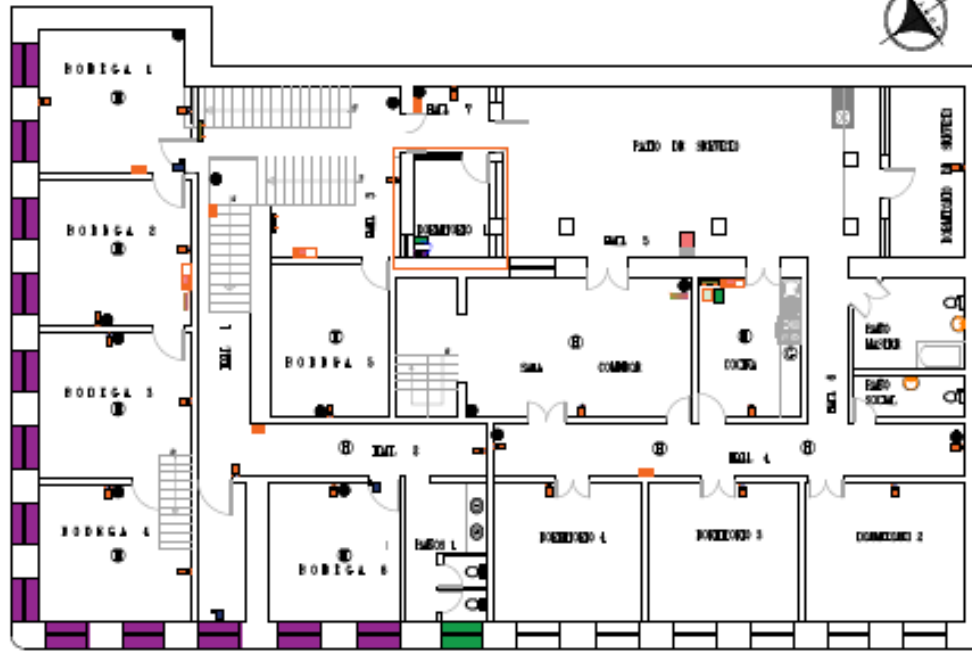 BODEGA 1
HALL 7
PATIO DE SERVICIO
DORMITORIO DE SERVICIO
BODEGA 2
HALL 3
DORMITORIO 1
HALL 5
HALL 1
BODEGA 5
SALA
COMEDOR
COCINA
BAÑO
MASTER
BODEGA 3
HALL 6
BAÑO
SOCIAL
HALL 2
HALL 4
BODEGA 4
BODEGA 6
BAÑOS 1
DORMITORIO 4
DORMITORIO 3
DORMITORIO 2